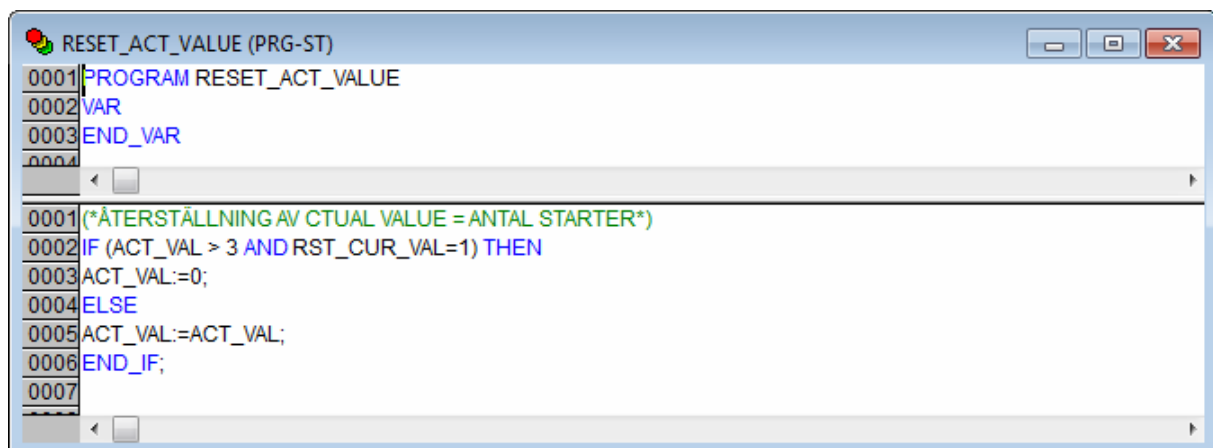 RESET_ACT_VALUE (PRG-ST)
0001 PROGRAM RESET_ACT_VALUE
0002 VAR
0003 END_VAR
0004
0001 (*ÅTERSTÄLLNING AV CTUAL VALUE = ANTAL STARTER*)
0002 IF (ACT_VAL > 3 AND RST_CUR_VAL=1) THEN
0003 ACT_VAL:=0;
0004 ELSE
0005 ACT_VAL:=ACT_VAL;
0006 END_IF;
0007